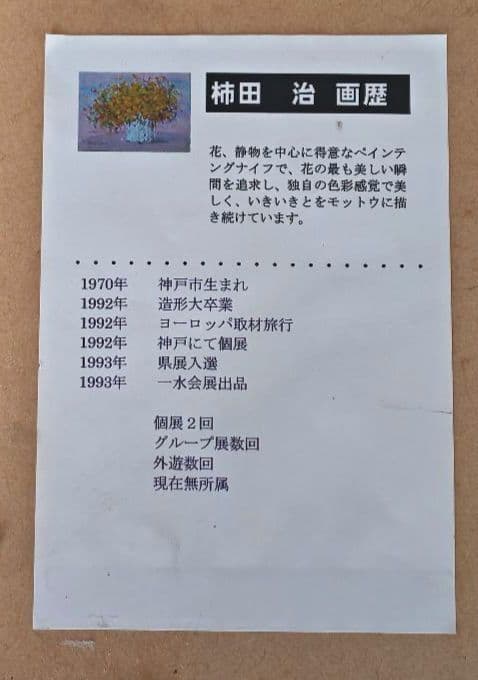 柿田 治 画歴
花、静物を中心に得意なペインテ
ングナイフで、花の最も美しい瞬
間を追求し、独自の色彩感覚で美
しく、いきいきとをモットウに描
き続けています。
1970年 神戸市生まれ
1992年 造形大卒業
1992年 ヨーロッパ取材旅行
1992年 神戸にて個展
1993年 県展入選
1993年 一水会展出品
個展２回
グループ展数回
外遊数回
現在無所属